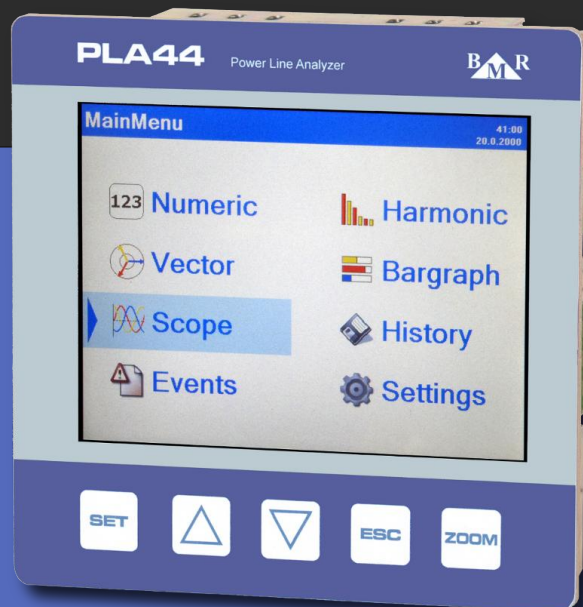 PLA44 Power Line Analyzer BMR
MainMenu 41:00
20.0.2000
123 Numeric
Harmonic
Vector
Bargraph
Scope
History
Events
Settings
SET ESC ZOOM